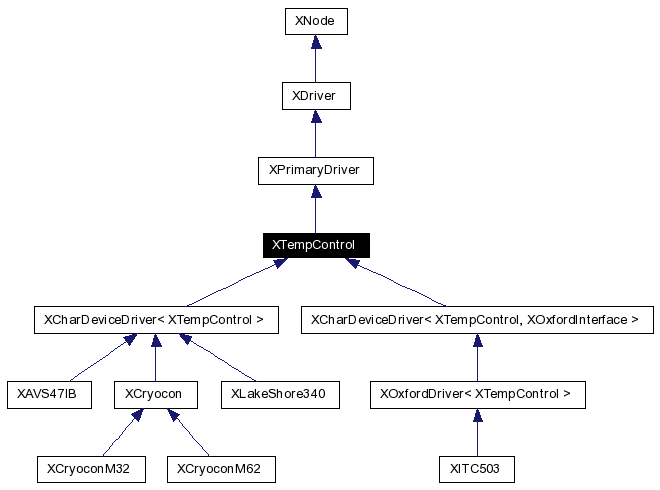 XNode
XDriver
XPrimaryDriver
XTempControl
XCharDeviceDriver< XTempControl >
XCharDeviceDriver< XTempControl, XOxfordInterface >
XAVS47IB
XCryocon
XLakeShore340
XOxfordDriver< XTempControl >
XCryoconM32
XCryoconM62
XITC503